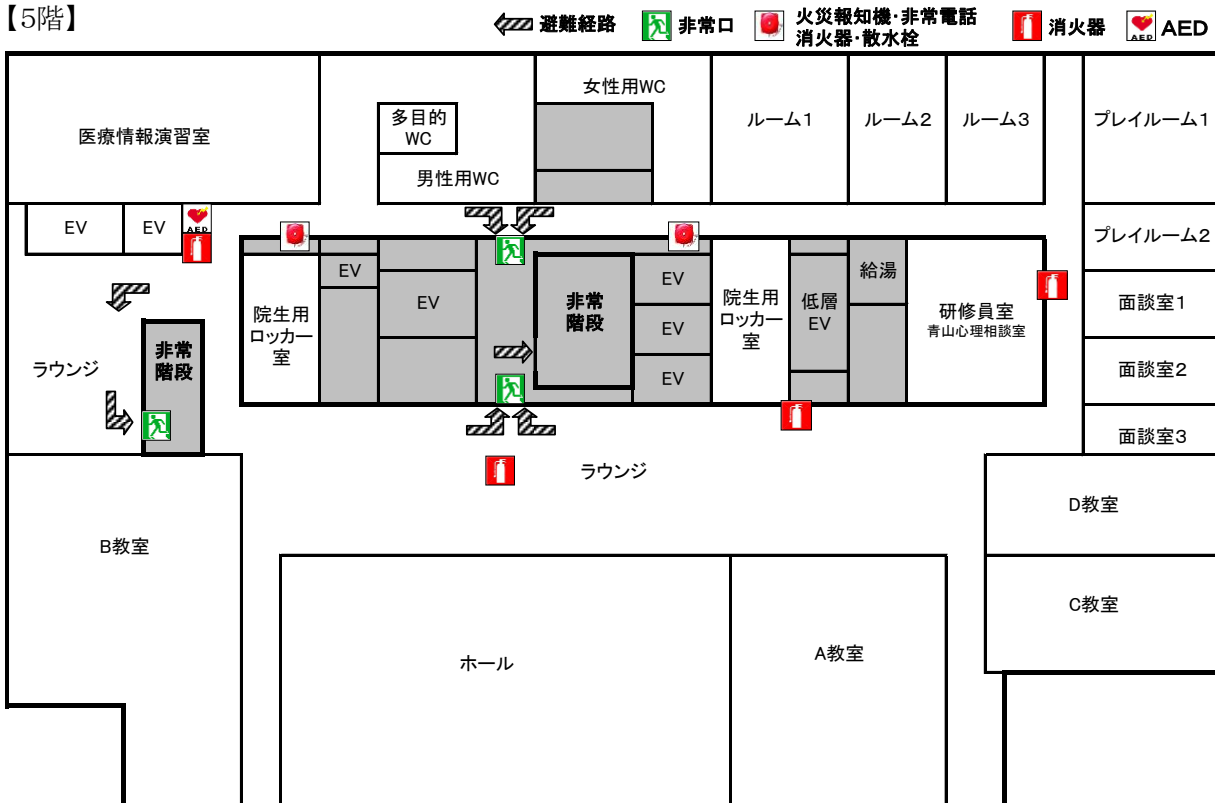 【5階】
避難経路
非常口
火災報知機・非常電話
消火器・散水栓
消火器
AED
AED
医療情報演習室
多目的
WC
男性用WC
女性用WC
ルーム1
ルーム2
ルーム3
プレイルーム1
EV
EV
AED
プレイルーム2
院生用
ロッカー
室
EV
EV
非常
階段
EV
EV
EV
院生用
ロッカー
室
低層
EV
給湯
研修員室
青山心理相談室
面談室1
面談室2
面談室3
ラウンジ
非常
階段
ラウンジ
B教室
D教室
C教室
ホール
A教室